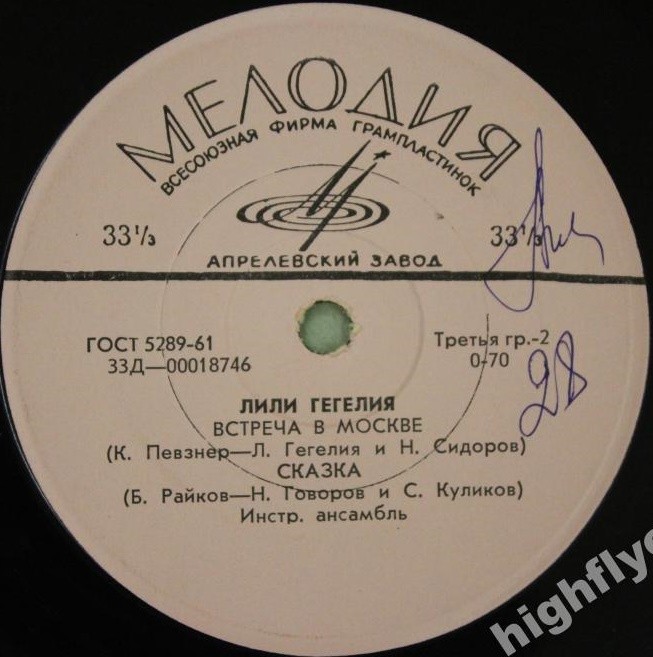 МЕЛОДИЯ
ВСЕСОЮЗНАЯ ФИРМА ГРАМПЛАСТИНОК
33⅓ 33⅓
АПРЕЛЕВСКИЙ ЗАВОД
ГОСТ 5289-61 Третья гр.-2
33Д—00018746 0-70
28
ЛИЛИ ГЕГЕЛИЯ
ВСТРЕЧА В МОСКВЕ
(К. Певзнер—Л. Гегелия и Н. Сидоров)
СКАЗКА
(Б. Райков—Н. Говоров и С. Куликов)
Инстр. ансамбль